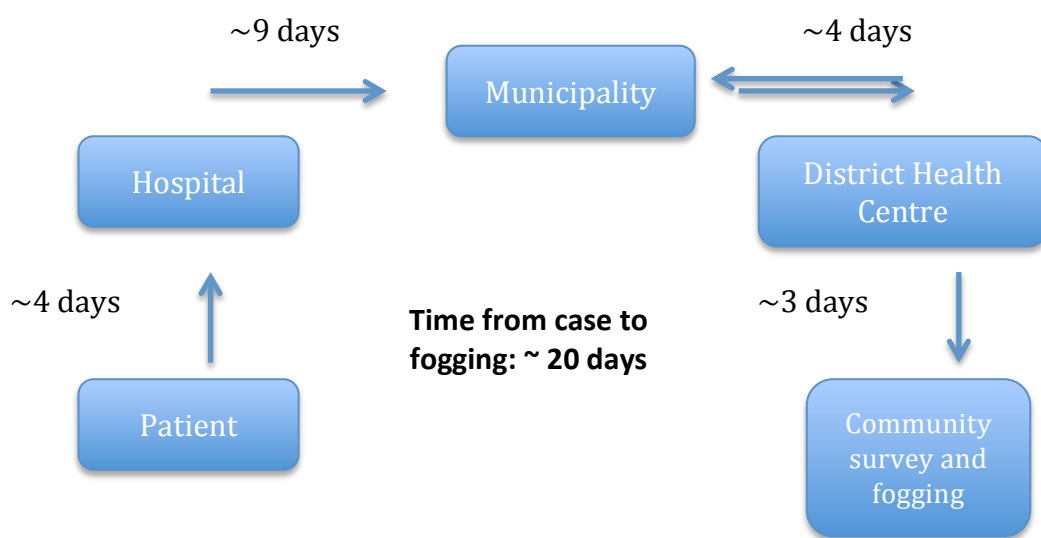 ~9 days
~4 days
Municipality
Hospital
District Health
Centre
~4 days
~3 days
Time from case to
fogging: ~ 20 days
Patient
Community
survey and
fogging